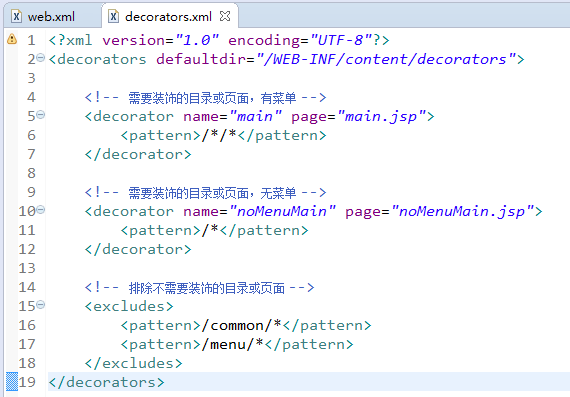 web.xml
decorators.xml
1 <?xml version="1.0" encoding="UTF-8"?>
2 <decorators defaultdir="/WEB-INF/content/decorators">
3
4 <!-- 需要装饰的目录或页面，有菜单 -->
5 <decorator name="main" page="main.jsp">
6 <pattern>/*/*</pattern>
7 </decorator>
8
9 <!-- 需要装饰的目录或页面，无菜单 -->
10 <decorator name="noMenuMain" page="noMenuMain.jsp">
11 <pattern>/*</pattern>
12 </decorator>
13
14 <!-- 排除不需要装饰的目录或页面 -->
15 <excludes>
16 <pattern>/common/*</pattern>
17 <pattern>/menu/*</pattern>
18 </excludes>
19 </decorators>